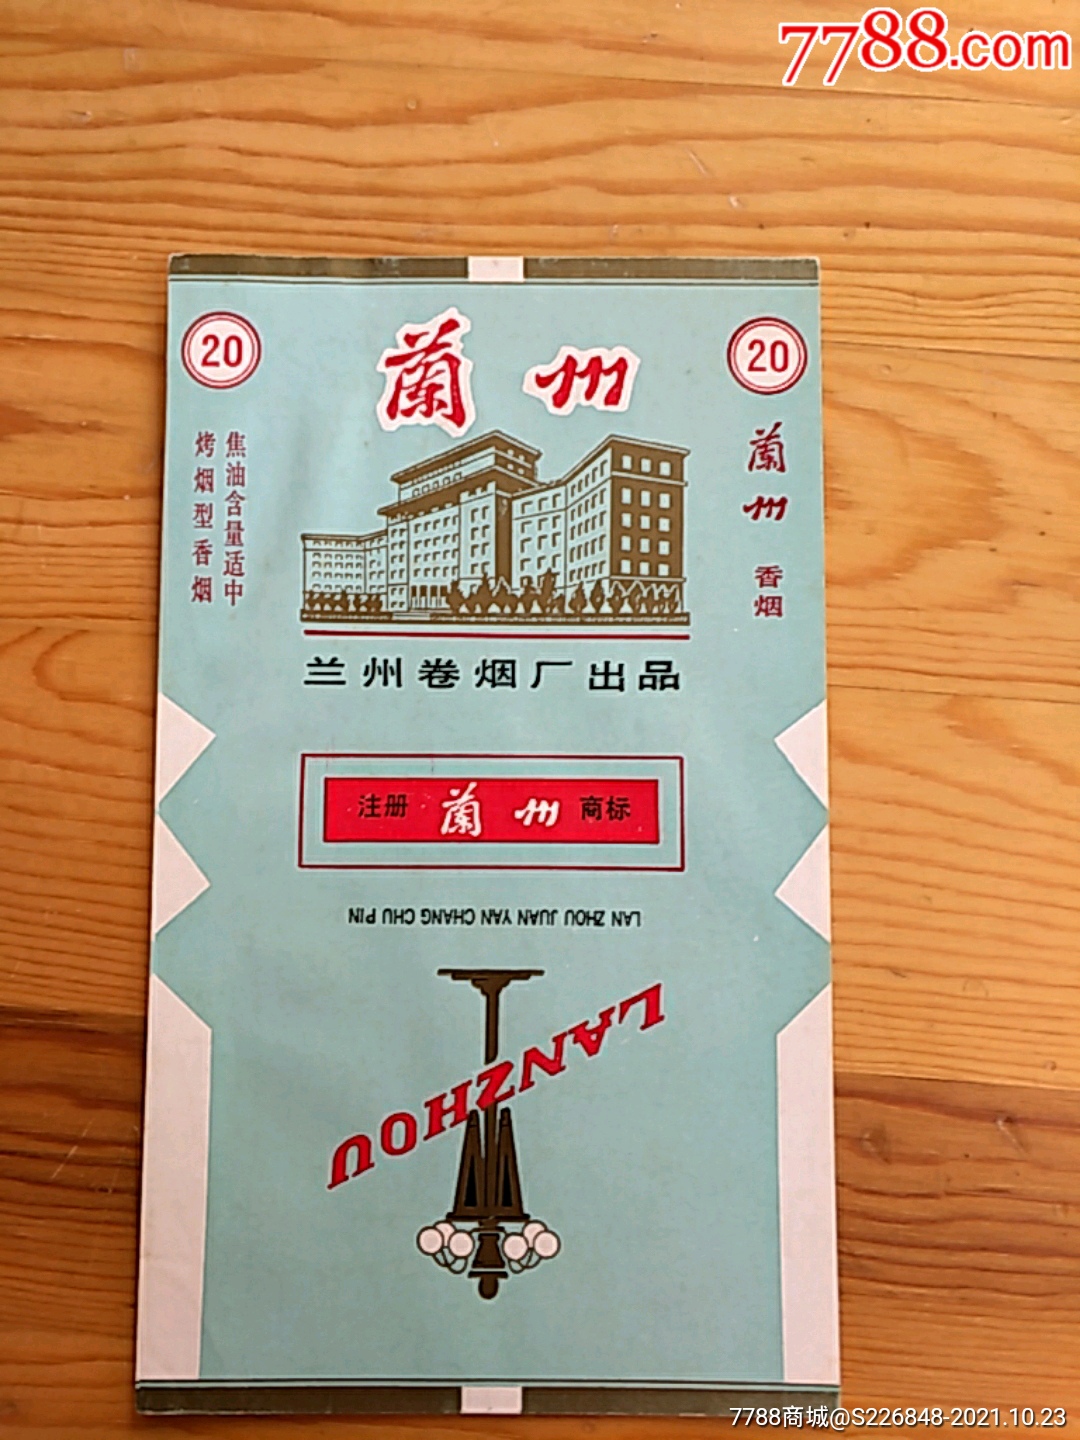 7788.com
20
20
蘭州
焦油含量适中
烤烟型香烟
蘭州
香烟
兰州卷烟厂出品
注册 蘭州 商标
LAN ZHOU JUAN YAN CHANG CHU PIN
LANZHOU
7788商城@S226848-2021.10.23